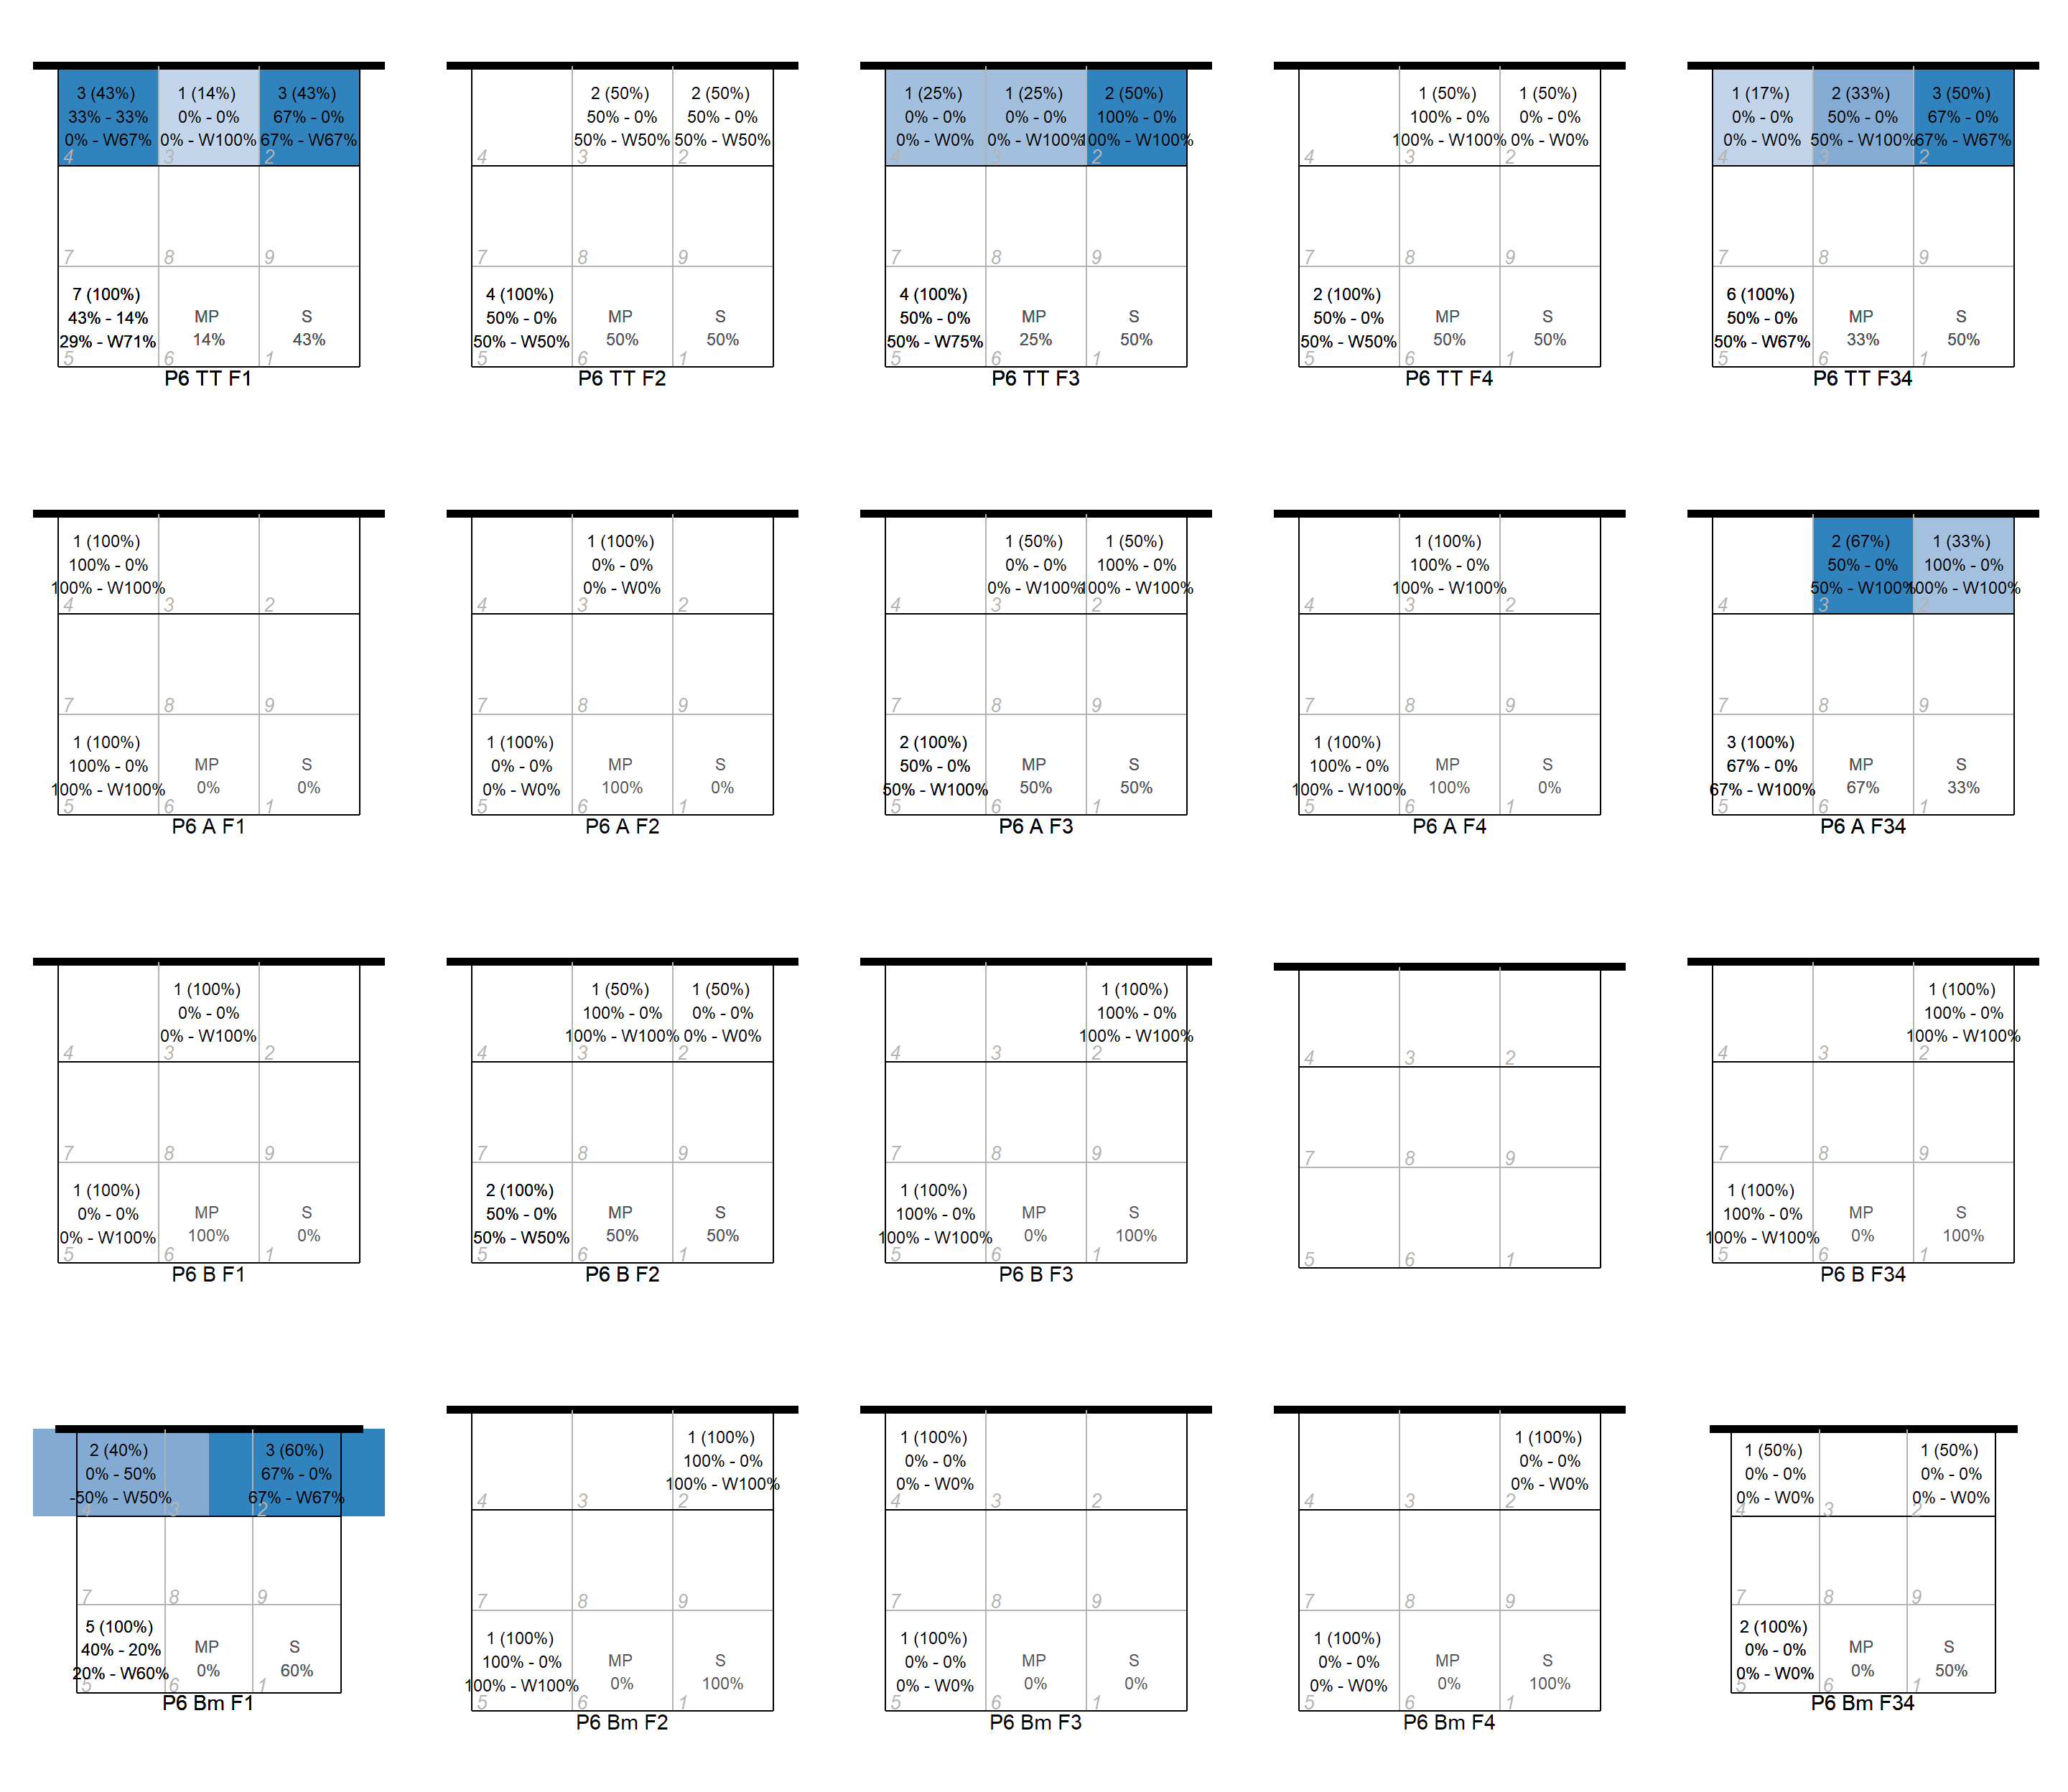 3 (43%)
33% - 33%
0% - W67%
4
1 (14%)
0% - 0%
0% - W100%
3
3 (43%)
67% - 0%
67% - W67%
2
7
8
9
7 (100%)
43% - 14%
29% - W71%
5
MP
14%
6
S
43%
1
P6 TT F1
4
2 (50%)
50% - 0%
50% - W50%
3
2 (50%)
50% - 0%
50% - W50%
2
7
8
9
4 (100%)
50% - 0%
50% - W50%
5
MP
50%
6
S
50%
1
P6 TT F2
1 (25%)
0% - 0%
0% - W0%
4
1 (25%)
0% - 0%
0% - W100%
3
2 (50%)
100% - 0%
100% - W100%
2
7
8
9
4 (100%)
50% - 0%
50% - W75%
5
MP
25%
6
S
50%
1
P6 TT F3
4
1 (50%)
100% - 0%
100% - W100%
3
1 (50%)
0% - 0%
0% - W0%
2
7
8
9
2 (100%)
50% - 0%
50% - W50%
5
MP
50%
6
S
50%
1
P6 TT F4
1 (17%)
0% - 0%
0% - W0%
4
2 (33%)
50% - 0%
50% - W100%
3
3 (50%)
67% - 0%
67% - W67%
2
7
8
9
6 (100%)
50% - 0%
50% - W67%
5
MP
33%
6
S
50%
1
P6 TT F34
1 (100%)
100% - 0%
100% - W100%
4
3
2
7
8
9
1 (100%)
100% - 0%
100% - W100%
5
MP
0%
6
S
0%
1
P6 A F1
4
1 (100%)
0% - 0%
0% - W0%
3
2
7
8
9
1 (100%)
0% - 0%
0% - W0%
5
MP
100%
6
S
0%
1
P6 A F2
4
1 (50%)
0% - 0%
0% - W100%
3
1 (50%)
100% - 0%
100% - W100%
2
7
8
9
2 (100%)
50% - 0%
50% - W100%
5
MP
50%
6
S
50%
1
P6 A F3
4
1 (100%)
100% - 0%
100% - W100%
3
2
7
8
9
1 (100%)
100% - 0%
100% - W100%
5
MP
100%
6
S
0%
1
P6 A F4
4
2 (67%)
50% - 0%
50% - W100%
3
1 (33%)
100% - 0%
100% - W100%
2
7
8
9
3 (100%)
67% - 0%
67% - W100%
5
MP
67%
6
S
33%
1
P6 A F34
4
1 (100%)
0% - 0%
0% - W100%
3
2
7
8
9
1 (100%)
0% - 0%
0% - W100%
5
MP
100%
6
S
0%
1
P6 B F1
4
1 (50%)
100% - 0%
100% - W100%
3
1 (50%)
0% - 0%
0% - W0%
2
7
8
9
2 (100%)
50% - 0%
50% - W50%
5
MP
50%
6
S
50%
1
P6 B F2
4
3
1 (100%)
100% - 0%
100% - W100%
2
7
8
9
1 (100%)
100% - 0%
100% - W100%
5
MP
0%
6
S
100%
1
P6 B F3
4
3
2
7
8
9
5
6
1
4
3
1 (100%)
100% - 0%
100% - W100%
2
7
8
9
1 (100%)
100% - 0%
100% - W100%
5
MP
0%
6
S
100%
1
P6 B F34
2 (40%)
0% - 50%
-50% - W50%
4
3
3 (60%)
67% - 0%
67% - W67%
2
7
8
9
5 (100%)
40% - 20%
20% - W60%
5
MP
0%
6
S
60%
1
P6 Bm F1
4
3
1 (100%)
100% - 0%
100% - W100%
2
7
8
9
1 (100%)
100% - 0%
100% - W100%
5
MP
0%
6
S
100%
1
P6 Bm F2
1 (100%)
0% - 0%
0% - W0%
4
3
2
7
8
9
1 (100%)
0% - 0%
0% - W0%
5
MP
0%
6
S
0%
1
P6 Bm F3
4
3
1 (100%)
0% - 0%
0% - W0%
2
7
8
9
1 (100%)
0% - 0%
0% - W0%
5
MP
0%
6
S
100%
1
P6 Bm F4
1 (50%)
0% - 0%
0% - W0%
4
3
1 (50%)
0% - 0%
0% - W0%
2
7
8
9
2 (100%)
0% - 0%
0% - W0%
5
MP
0%
6
S
50%
1
P6 Bm F34